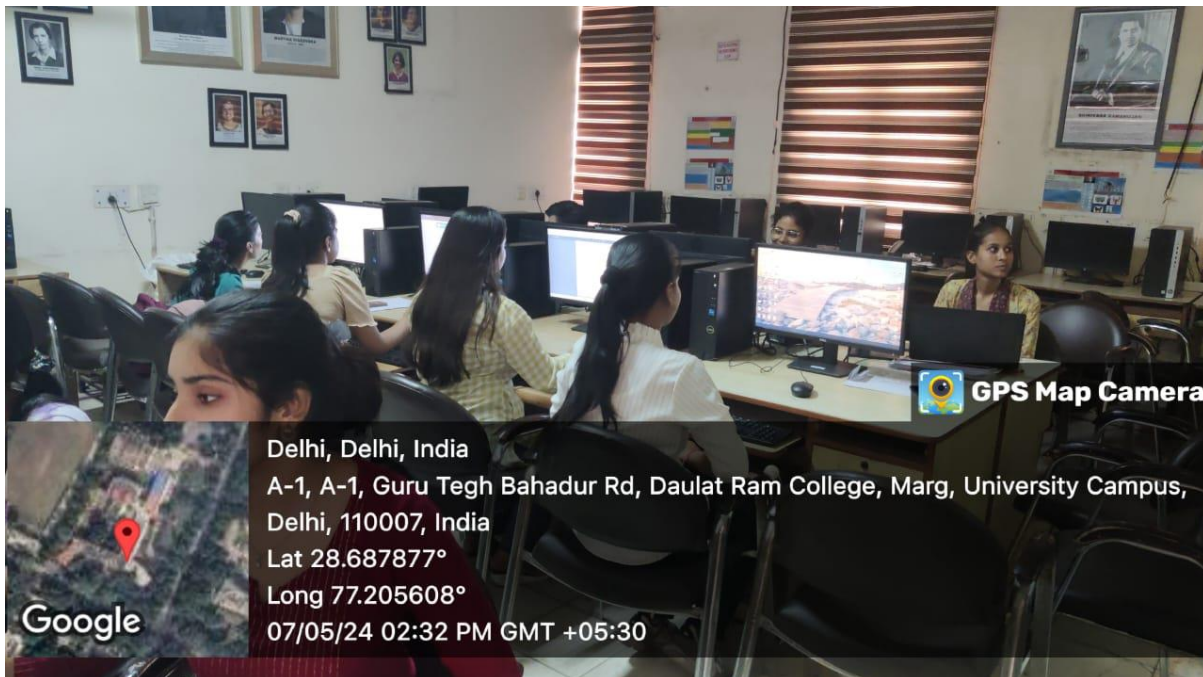 GPS Map Camera
Delhi, Delhi, India
A-1, A-1, Guru Tegh Bahadur Rd, Daulat Ram College, Marg, University Campus,
Delhi, 110007, India
Lat 28.687877°
Long 77.205608°
07/05/24 02:32 PM GMT +05:30
Google